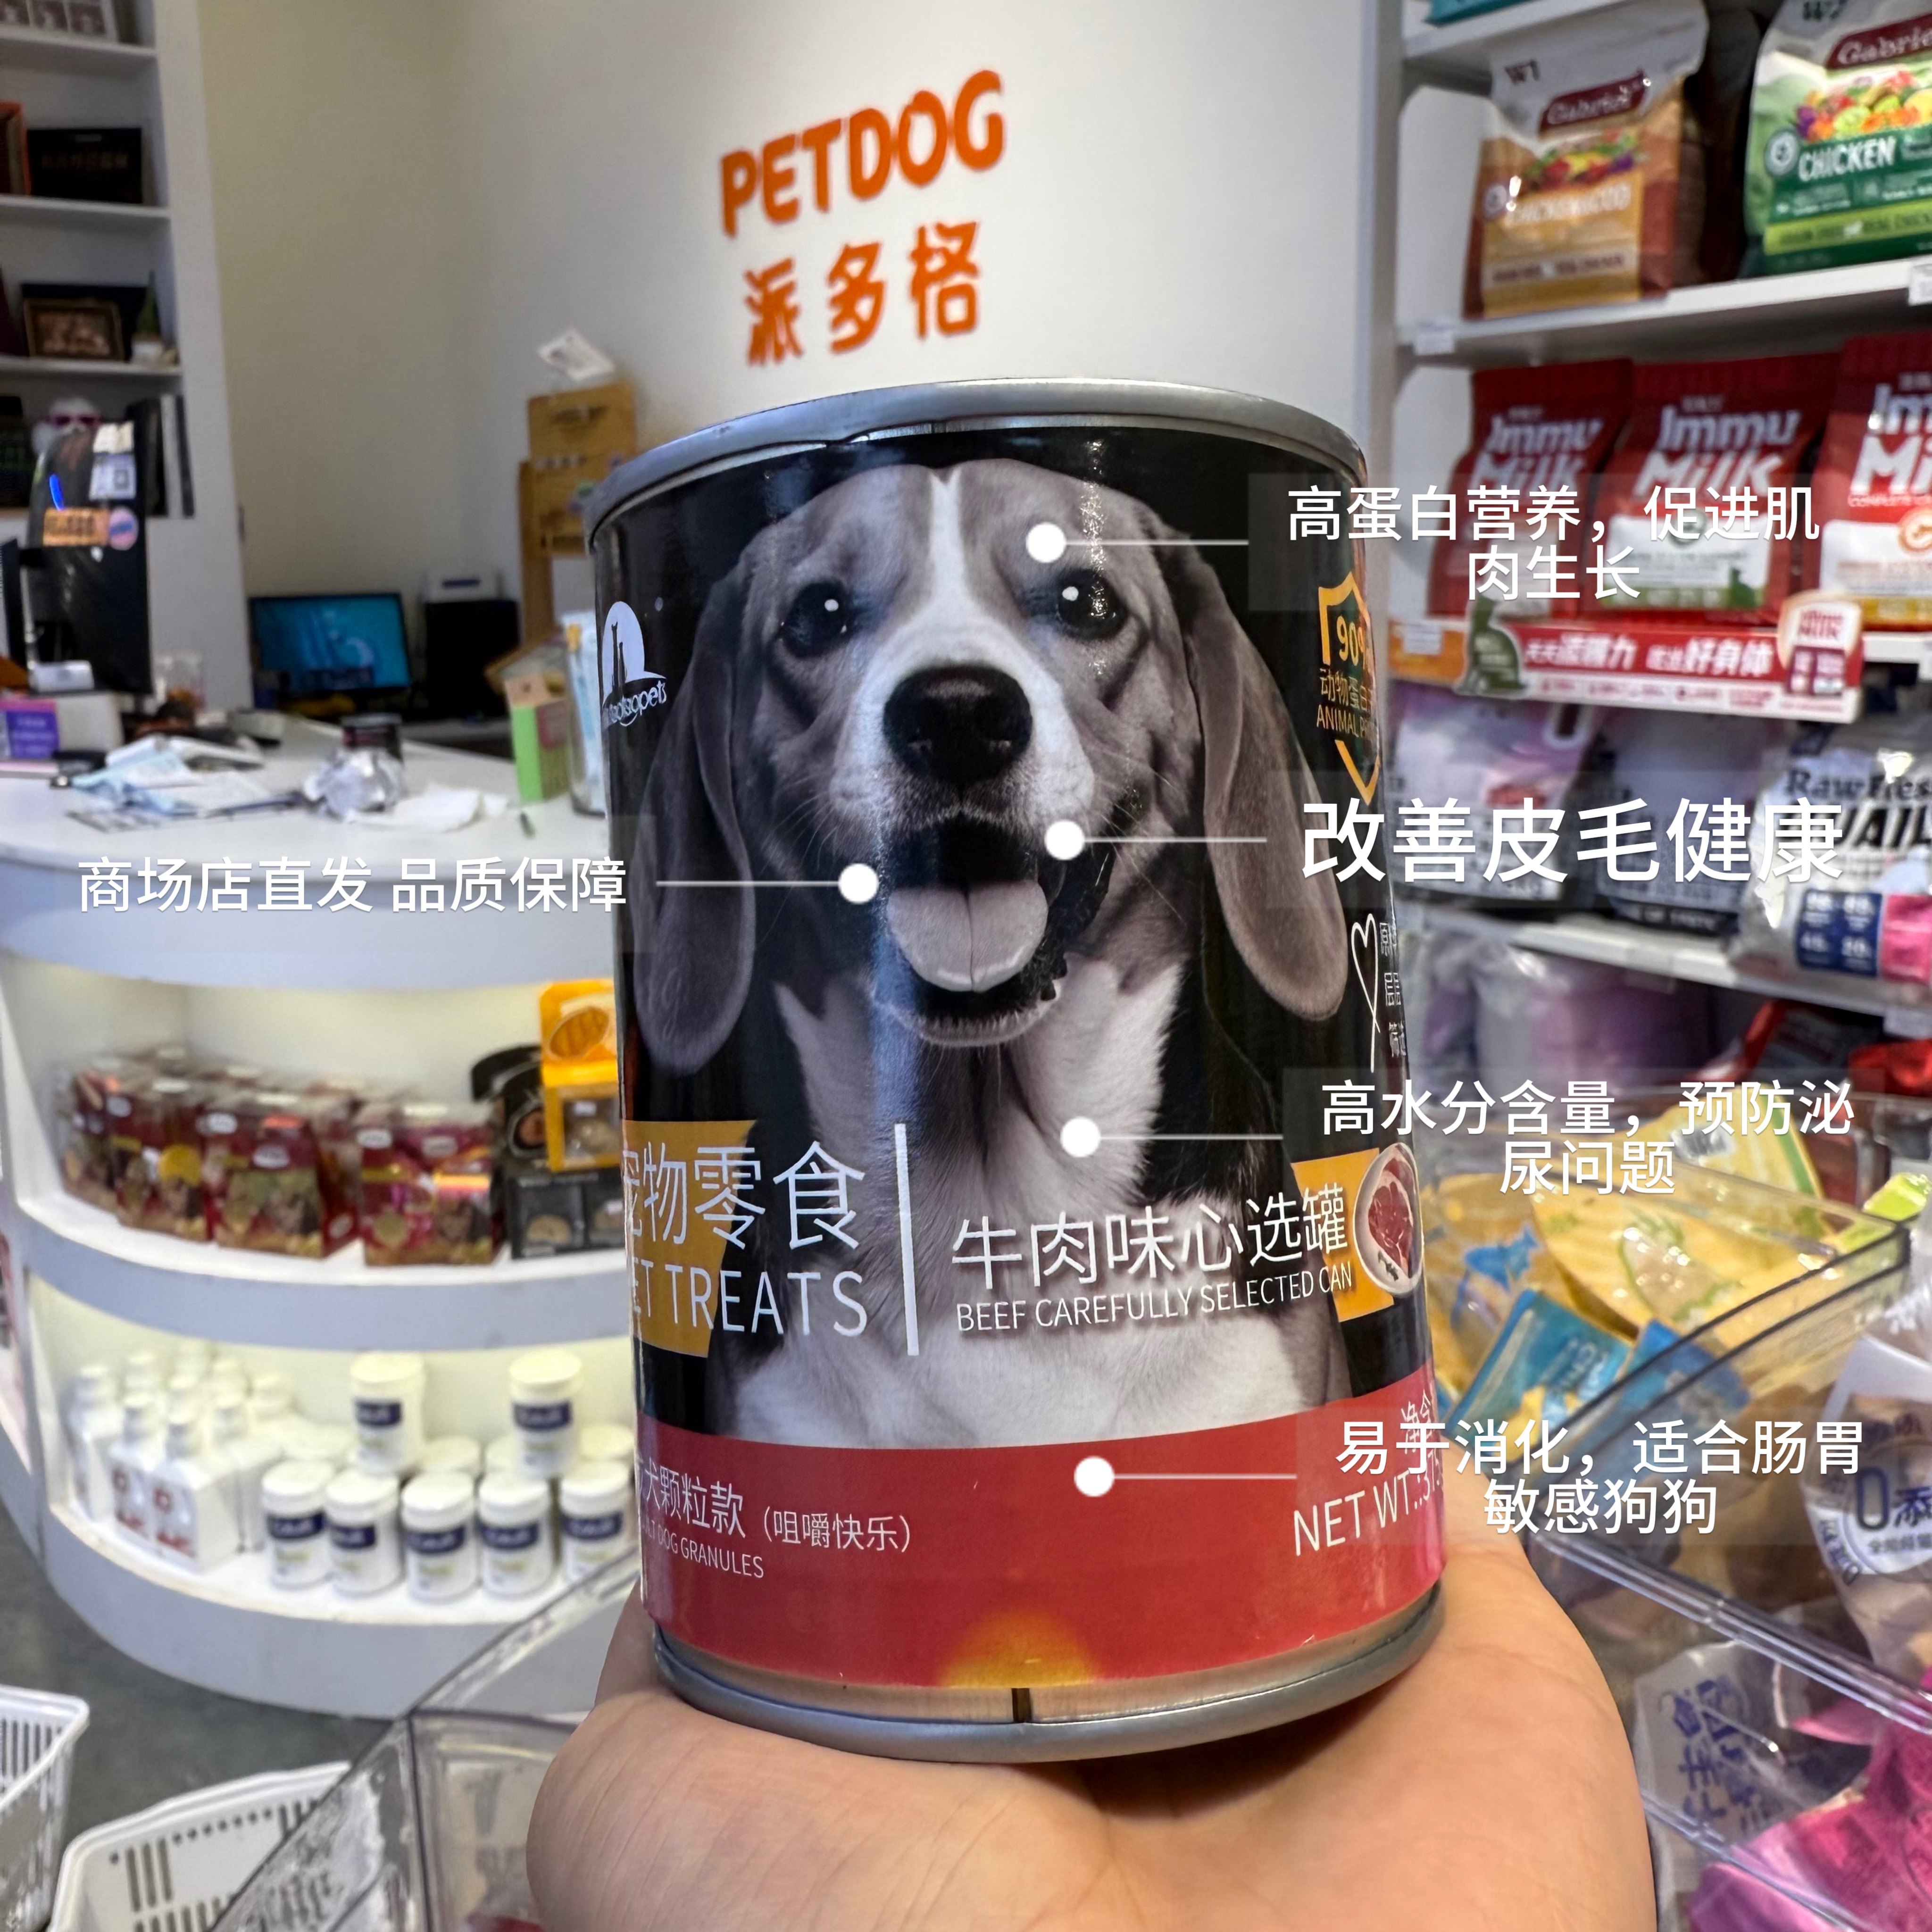 PETDOG
派多格
Gabriel
CHICKEN
Immu
Milk
Immu
Milk
高蛋白营养，促进肌
肉生长
动物蛋白
改善皮毛健康
商场店直发 品质保障
高水分含量，预防泌
尿问题
宠物零食
PET TREATS
牛肉味心选罐
BEEF CAREFULLY SELECTED CAN
易于消化，适合肠胃
敏感狗狗
犬颗粒款（咀嚼快乐）
DOG GRANULES
NET WT.